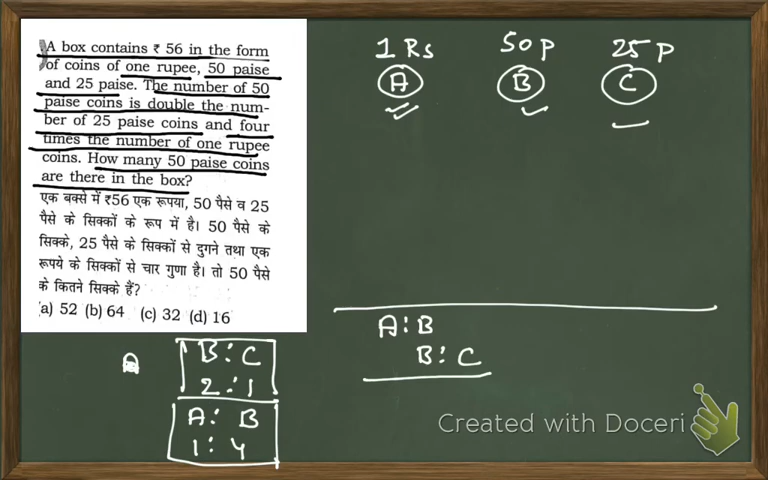 A box contains ₹ 56 in the form
of coins of one rupee, 50 paise
and 25 paise. The number of 50
paise coins is double the num-
ber of 25 paise coins and four
times the number of one rupee
coins. How many 50 paise coins
are there in the box?
एक बक्से में ₹56 एक रूपया, 50 पैसे व 25
पैसे के सिक्कों के रूप में है। 50 पैसे के
सिक्के, 25 पैसे के सिक्कों से दुगने तथा एक
रूपये के सिक्कों से चार गुणा है। तो 50 पैसे
के कितने सिक्के हैं?
(a) 52 (b) 64 (c) 32 (d) 16
1 Rs 50 P 25 P
A B C
A : B
B : C
B : C
2 : 1
A : B
1 : 4
Created with Doceri